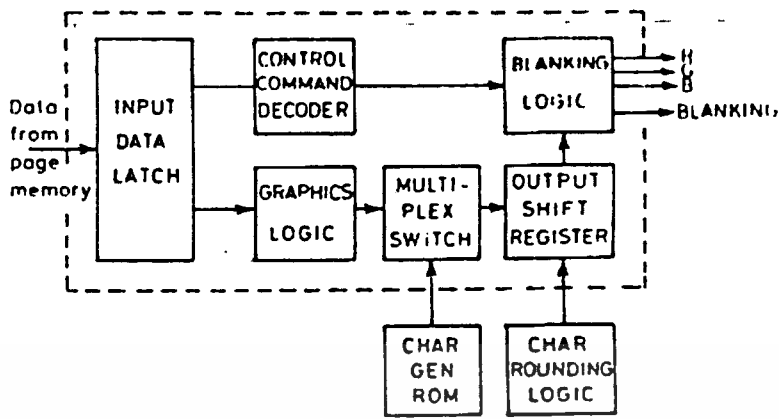 Data
from
page
memory
INPUT
DATA
LATCH
CONTROL
COMMAND
DECODER
BLANKING
LOGIC
B
GRAPHICS
LOGIC
MULTI-
PLEX
SWITCH
OUTPUT
SHIFT
REGISTER
CHAR
GEN
ROM
CHAR
ROUNDING
LOGIC